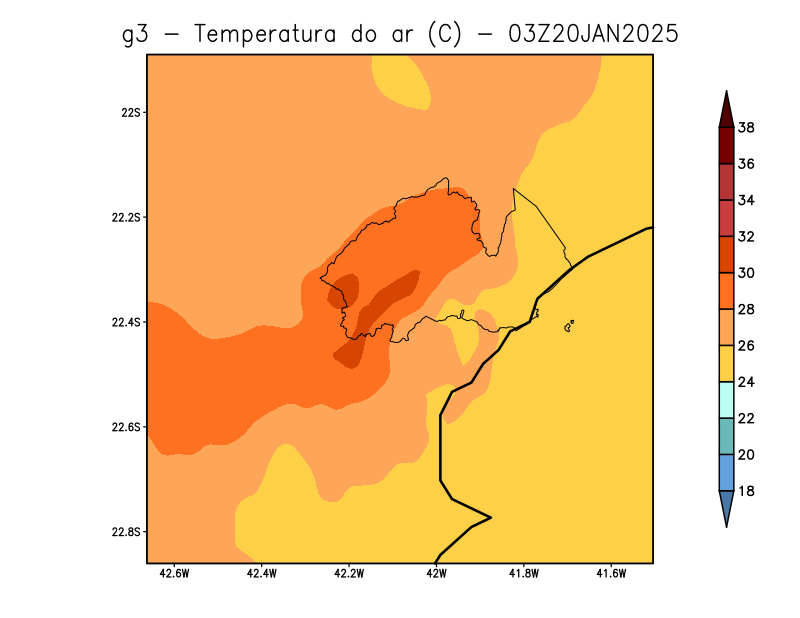 g3 − Temperatura do ar (C) − 03Z20JAN2025
22S
22.2S
22.4S
22.6S
22.8S
42.6W
42.4W
42.2W
42W
41.8W
41.6W
38
36
34
32
30
28
26
24
22
20
18